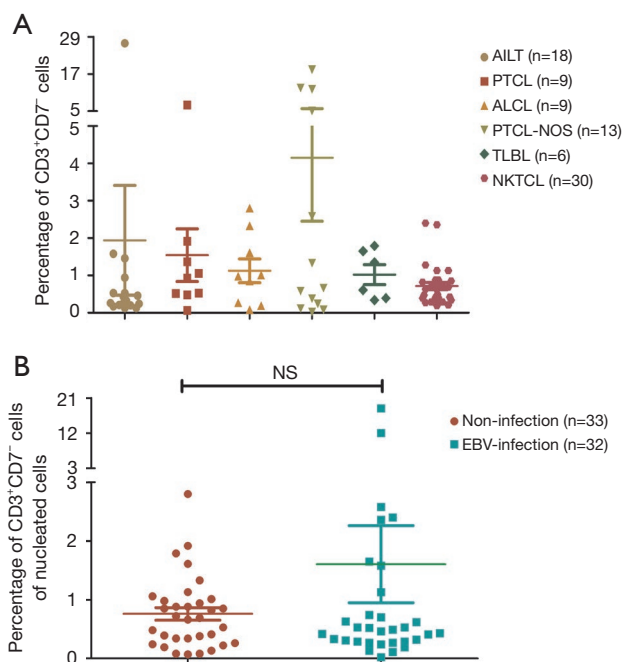 A
Percentage of CD3⁺CD7⁻ cells
29
17
5
5
4
3
2
1
0
AILT (n=18)
PTCL (n=9)
ALCL (n=9)
PTCL-NOS (n=13)
TLBL (n=6)
NKTCL (n=30)
B
NS
Percentage of CD3⁺CD7⁻ cells
of nucleated cells
21
12
3
3
2
1
0
Non-infection (n=33)
EBV-infection (n=32)